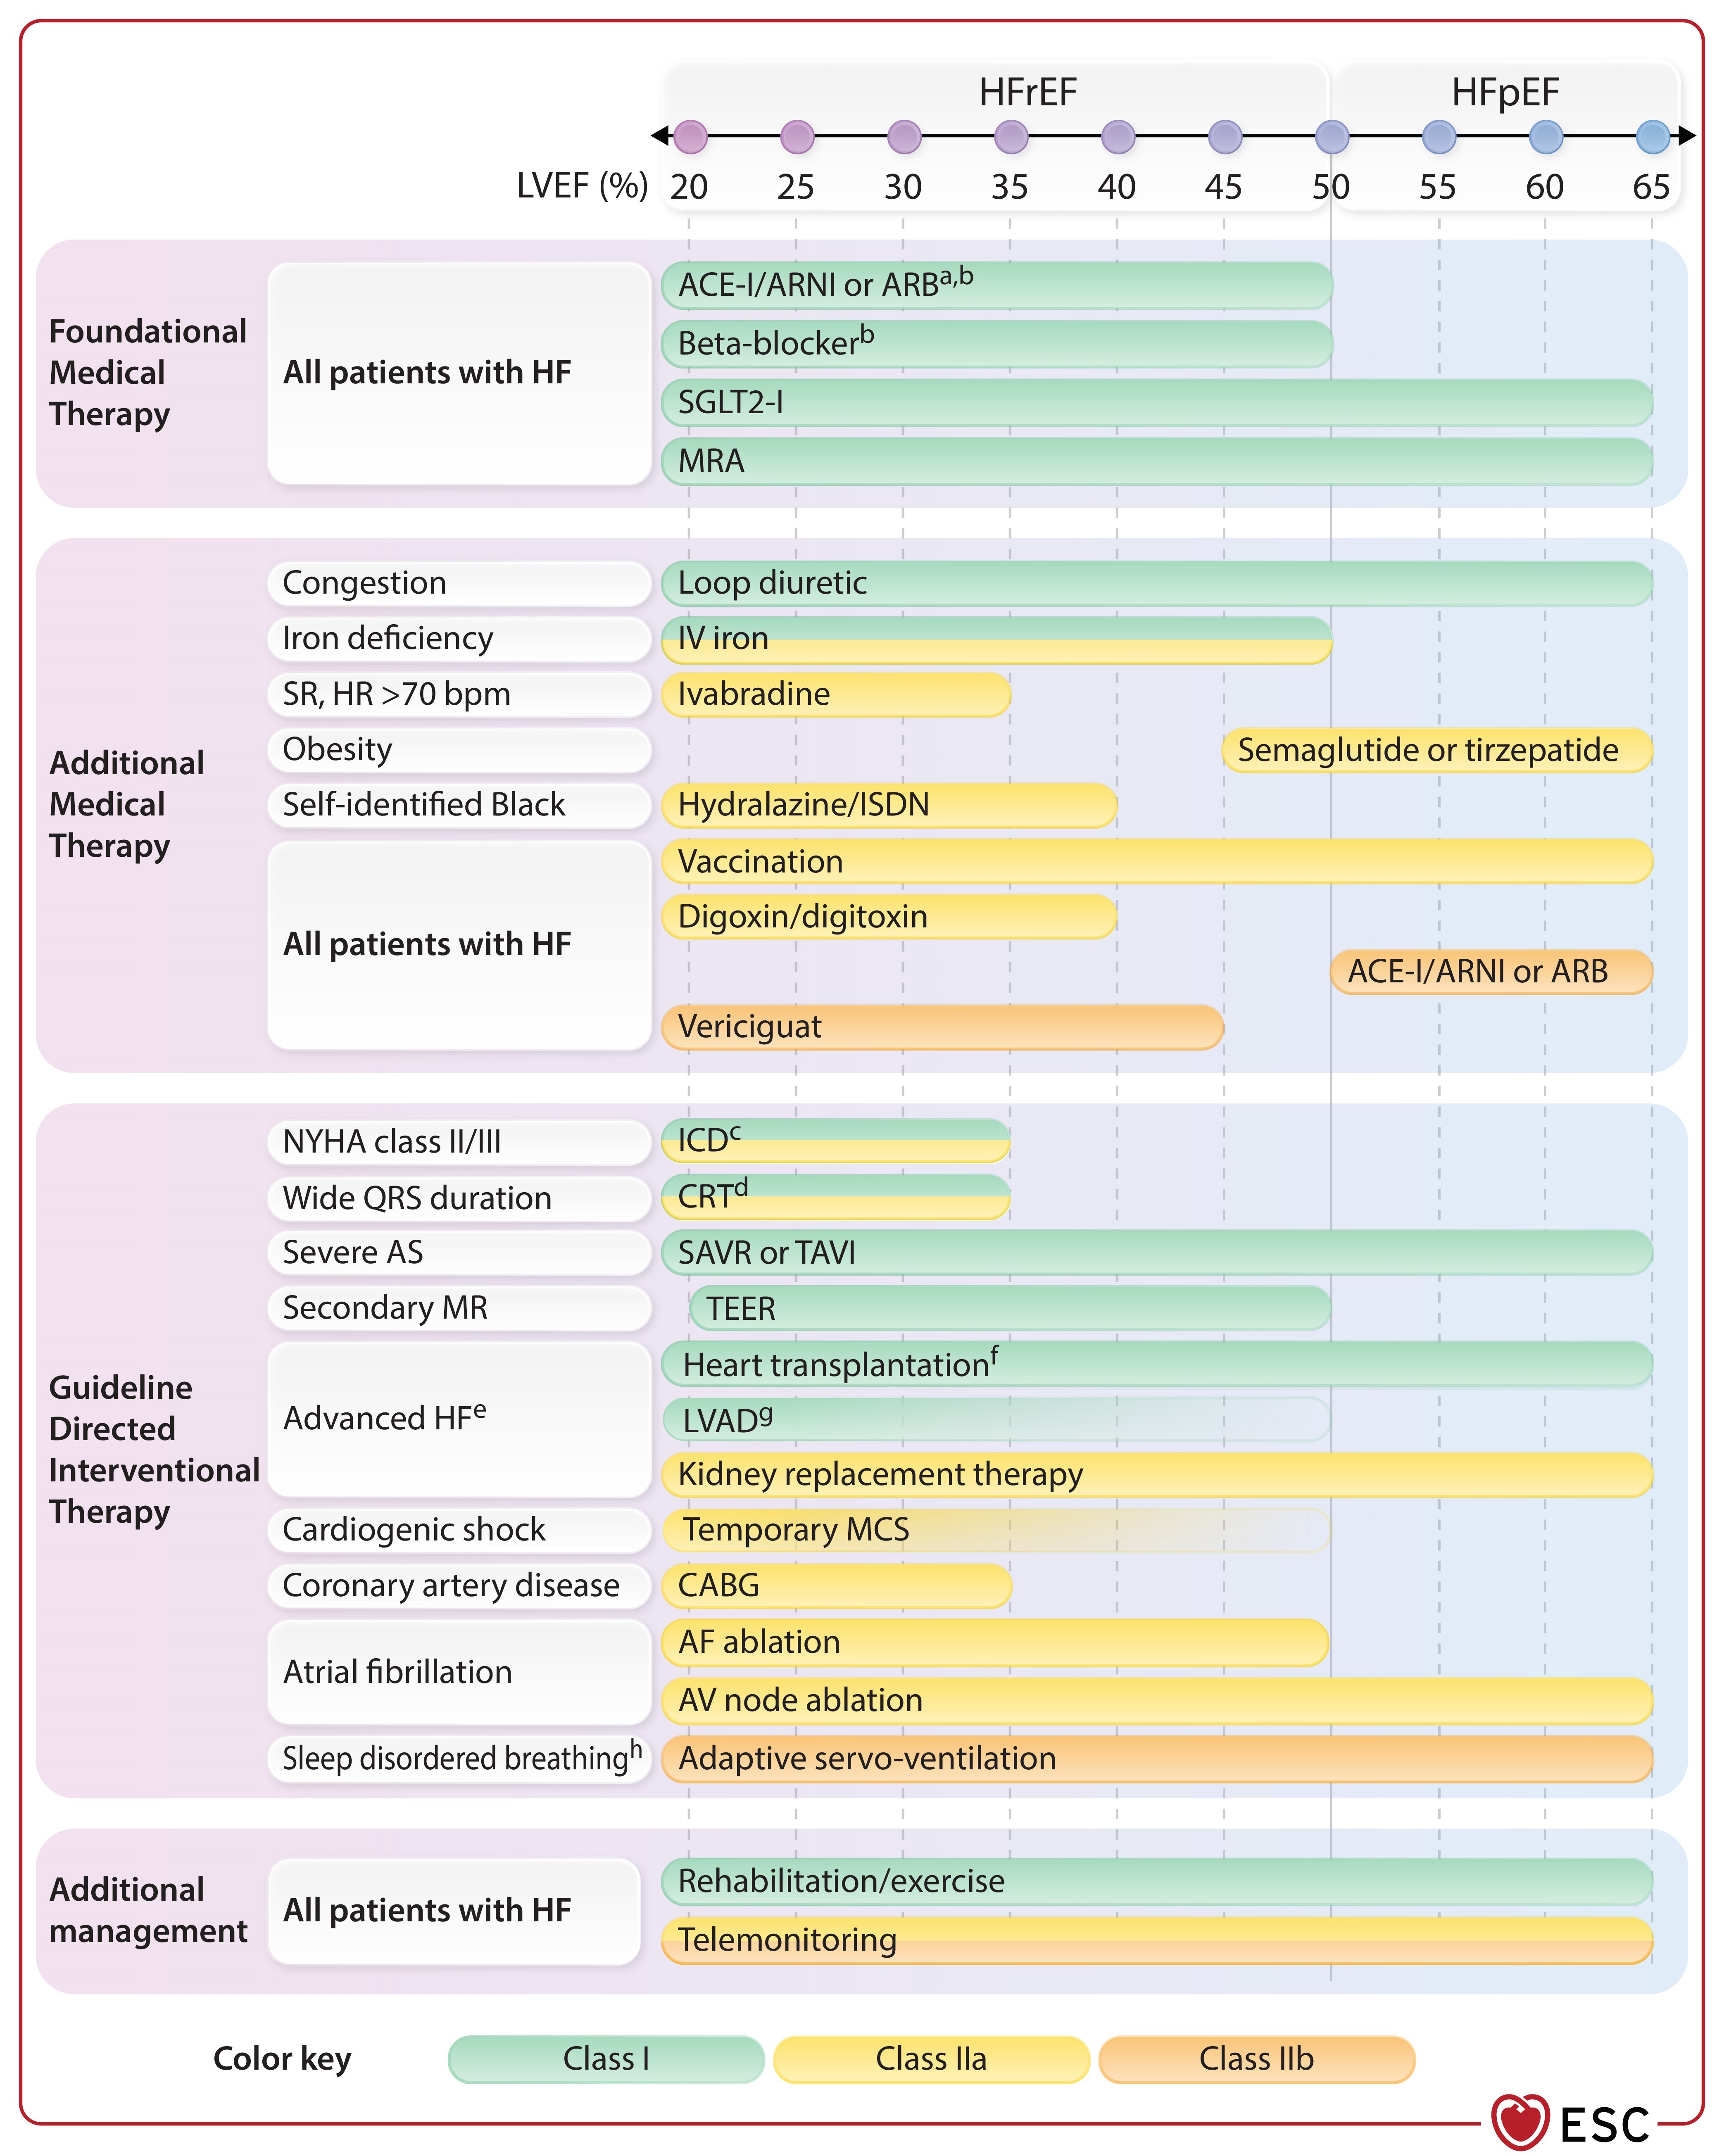 HFrEF HFpEF
LVEF (%) 20 25 30 35 40 45 50 55 60 65
Foundational
Medical
Therapy
All patients with HF
ACE-I/ARNI or ARBa,b
Beta-blockerb
SGLT2-I
MRA
Additional
Medical
Therapy
Congestion
Loop diuretic
Iron deficiency
IV iron
SR, HR >70 bpm
Ivabradine
Obesity
Semaglutide or tirzepatide
Self-identified Black
Hydralazine/ISDN
All patients with HF
Vaccination
Digoxin/digitoxin
ACE-I/ARNI or ARB
Vericiguat
Guideline
Directed
Interventional
Therapy
NYHA class II/III
ICDc
Wide QRS duration
CRTd
Severe AS
SAVR or TAVI
Secondary MR
TEER
Advanced HFe
Heart transplantationf
LVADg
Kidney replacement therapy
Cardiogenic shock
Temporary MCS
Coronary artery disease
CABG
Atrial fibrillation
AF ablation
AV node ablation
Sleep disordered breathingh
Adaptive servo-ventilation
Additional
management
All patients with HF
Rehabilitation/exercise
Telemonitoring
Color key Class I Class IIa Class IIb
ESC